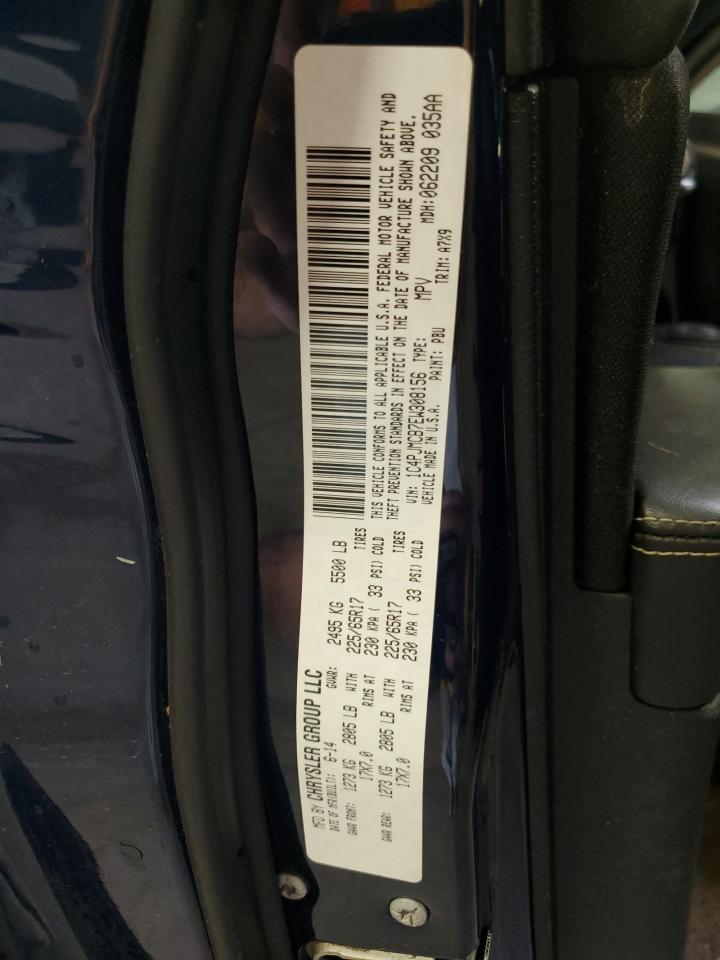 MFD BY CHRYSLER GROUP LLC
DATE OF MFR(BUILT): 6-14 GVWR: 2495 KG 5500 LB
GAWR FRONT: 1273 KG 2805 LB WITH 225/65R17 TIRES
17X7.0 RIMS AT 230 KPA ( 33 PSI) COLD
GAWR REAR: 1273 KG 2805 LB WITH 225/65R17 TIRES
17X7.0 RIMS AT 230 KPA ( 33 PSI) COLD
THIS VEHICLE CONFORMS TO ALL APPLICABLE U.S.A. FEDERAL MOTOR VEHICLE SAFETY AND
THEFT PREVENTION STANDARDS IN EFFECT ON THE DATE OF MANUFACTURE SHOWN ABOVE.
VIN: 1C4PJMCB7EW308156 TYPE: MPV MDH:062209 035AA
VEHICLE MADE IN U.S.A. PAINT: PBU TRIM: A7X9